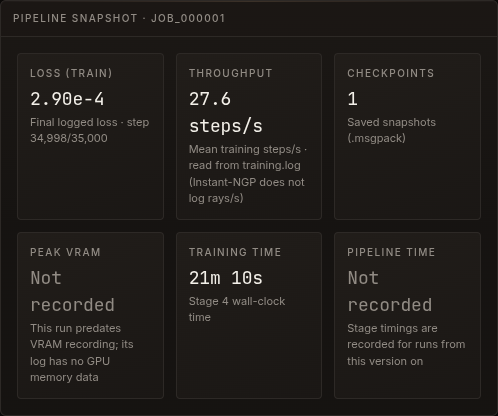 PIPELINE SNAPSHOT · JOB_000001
LOSS (TRAIN)
2.90e-4
Final logged loss · step
34,998/35,000
THROUGHPUT
27.6
steps/s
Mean training steps/s ·
read from training.log
(Instant-NGP does not
log rays/s)
CHECKPOINTS
1
Saved snapshots
(.msgpack)
PEAK VRAM
Not
recorded
This run predates
VRAM recording; its
log has no GPU
memory data
TRAINING TIME
21m 10s
Stage 4 wall-clock
time
PIPELINE TIME
Not
recorded
Stage timings are
recorded for runs from
this version on